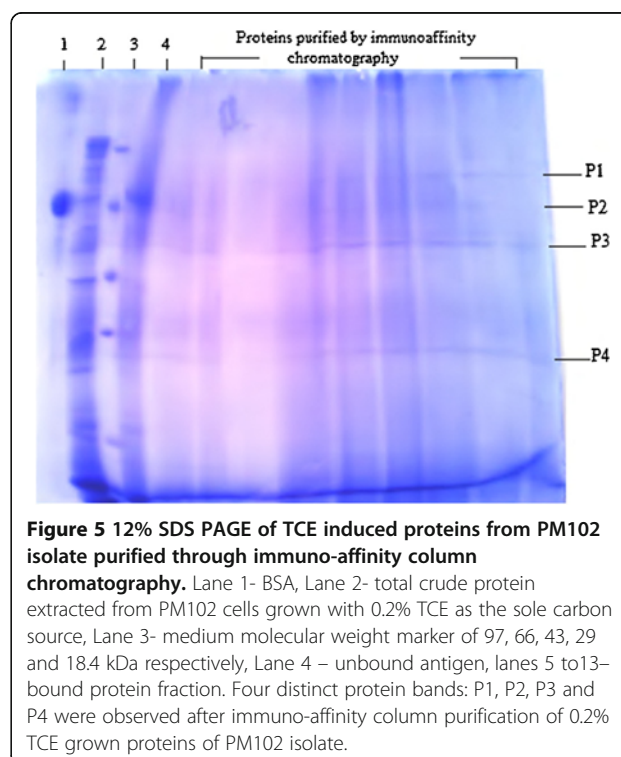 Proteins purified by immunoaffinity
chromatography
1 2 3 4
P1
P2
P3
P4
Figure 5 12% SDS PAGE of TCE induced proteins from PM102
isolate purified through immuno-affinity column
chromatography. Lane 1- BSA, Lane 2- total crude protein
extracted from PM102 cells grown with 0.2% TCE as the sole carbon
source, Lane 3- medium molecular weight marker of 97, 66, 43, 29
and 18.4 kDa respectively, Lane 4 – unbound antigen, lanes 5 to13–
bound protein fraction. Four distinct protein bands: P1, P2, P3 and
P4 were observed after immuno-affinity column purification of 0.2%
TCE grown proteins of PM102 isolate.